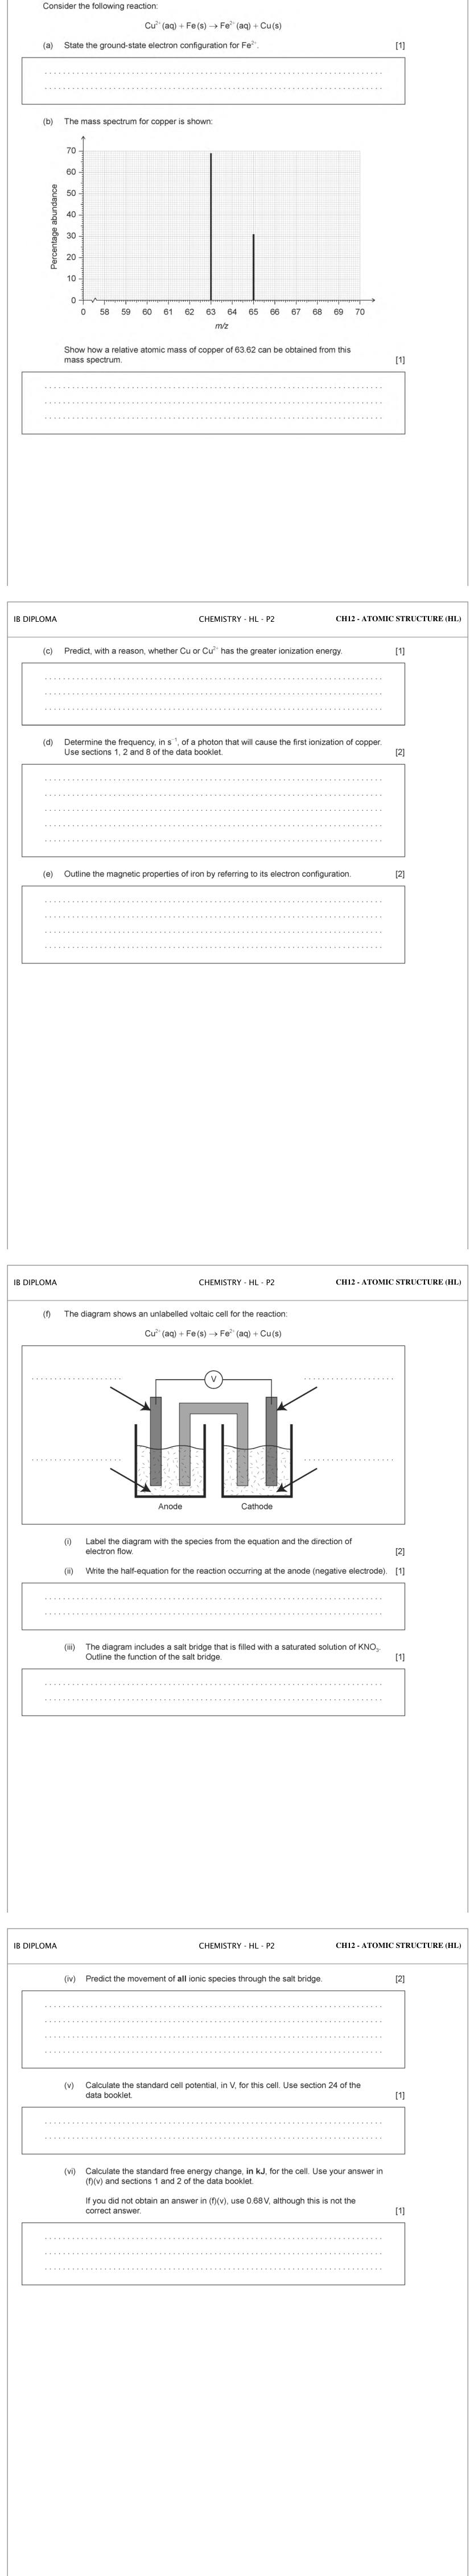 Consider the following reaction:
Cu²⁺(aq) + Fe(s) → Fe²⁺(aq) + Cu(s)
(a) State the ground-state electron configuration for Fe²⁺. [1]
(b) The mass spectrum for copper is shown:
70
60
50
40
30
20
10
0
Percentage abundance
0 58 59 60 61 62 63 64 65 66 67 68 69 70
m/z
Show how a relative atomic mass of copper of 63.62 can be obtained from this
mass spectrum. [1]
IB DIPLOMA CHEMISTRY - HL - P2 CH12 - ATOMIC STRUCTURE (HL)
(c) Predict, with a reason, whether Cu or Cu²⁺ has the greater ionization energy. [1]
(d) Determine the frequency, in s⁻¹, of a photon that will cause the first ionization of copper.
Use sections 1, 2 and 8 of the data booklet. [2]
(e) Outline the magnetic properties of iron by referring to its electron configuration. [2]
IB DIPLOMA CHEMISTRY - HL - P2 CH12 - ATOMIC STRUCTURE (HL)
(f) The diagram shows an unlabelled voltaic cell for the reaction:
Cu²⁺(aq) + Fe(s) → Fe²⁺(aq) + Cu(s)
V
Anode Cathode
(i) Label the diagram with the species from the equation and the direction of
electron flow. [2]
(ii) Write the half-equation for the reaction occurring at the anode (negative electrode). [1]
(iii) The diagram includes a salt bridge that is filled with a saturated solution of KNO₃.
Outline the function of the salt bridge. [1]
IB DIPLOMA CHEMISTRY - HL - P2 CH12 - ATOMIC STRUCTURE (HL)
(iv) Predict the movement of all ionic species through the salt bridge. [2]
(v) Calculate the standard cell potential, in V, for this cell. Use section 24 of the
data booklet. [1]
(vi) Calculate the standard free energy change, in kJ, for the cell. Use your answer in
(f)(v) and sections 1 and 2 of the data booklet.
If you did not obtain an answer in (f)(v), use 0.68 V, although this is not the
correct answer. [1]